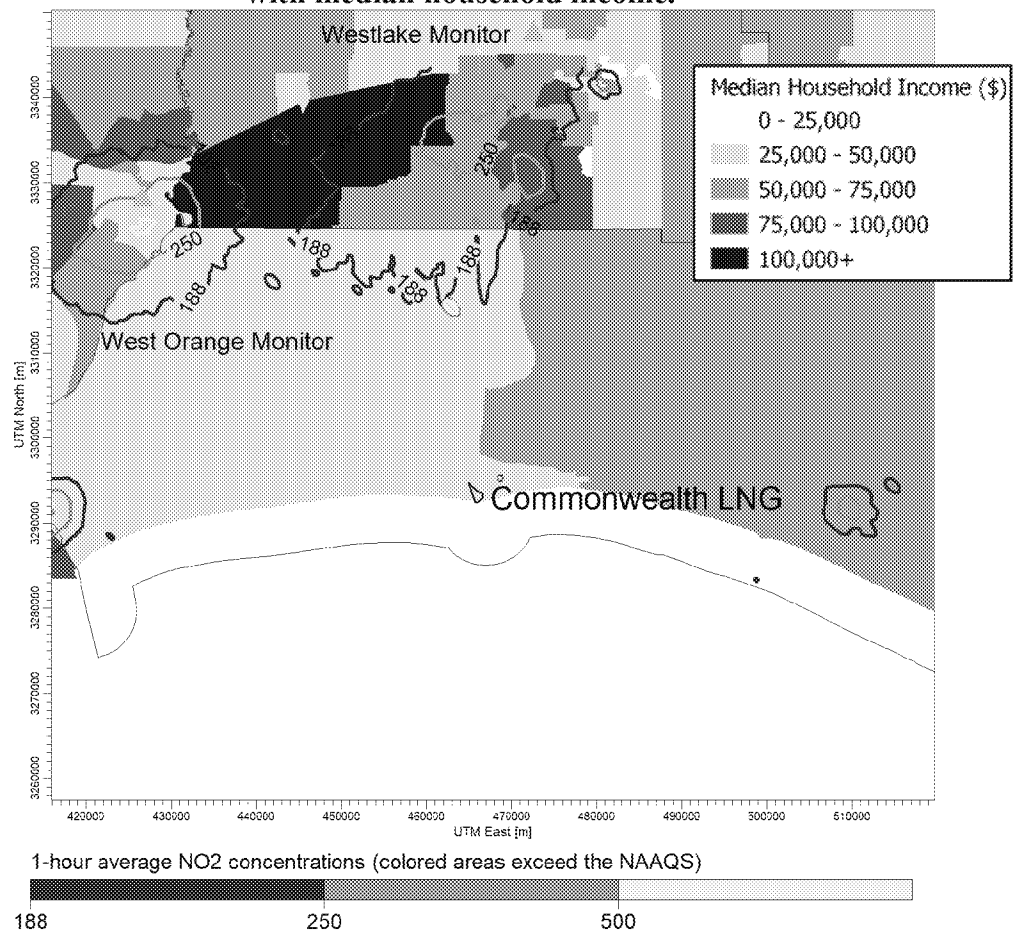 with median household income.
Westlake Monitor
Median Household Income ($)
0 - 25,000
25,000 - 50,000
50,000 - 75,000
75,000 - 100,000
100,000+
250
188
250
188
188
188
188
West Orange Monitor
Commonwealth LNG
UTM North [m]
3340000
3330000
3320000
3310000
3300000
3290000
3280000
3270000
3260000
420000 430000 440000 450000 460000 470000 480000 490000 500000 510000
UTM East [m]
1-hour average NO2 concentrations (colored areas exceed the NAAQS)
188 250 500